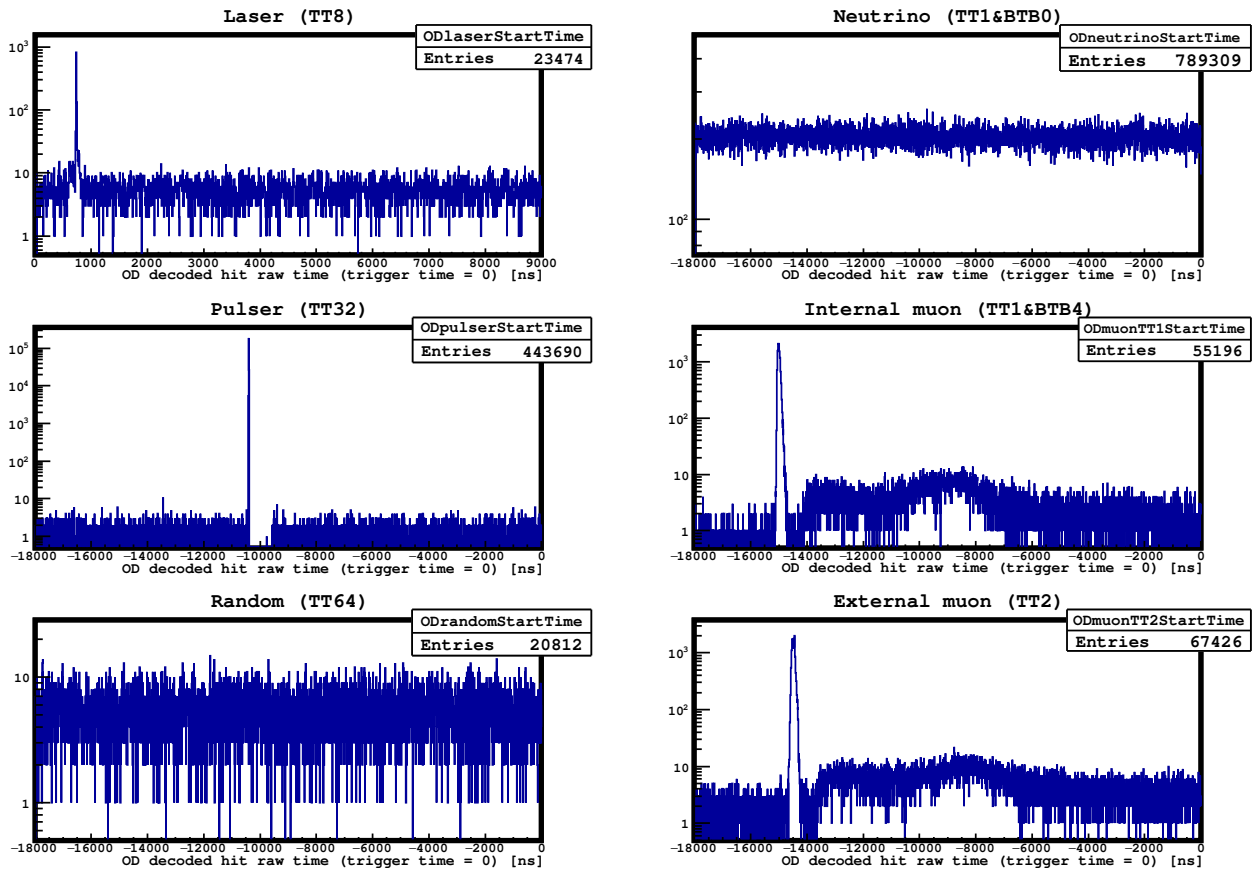 Laser (TT8)
ODlaserStartTime
Entries 23474
10³
10²
10
1
0 1000 2000 3000 4000 5000 6000 7000 8000 9000
OD decoded hit raw time (trigger time = 0) [ns]
Neutrino (TT1&BTB0)
ODneutrinoStartTime
Entries 789309
10²
−18000 −16000 −14000 −12000 −10000 −8000 −6000 −4000 −2000 0
OD decoded hit raw time (trigger time = 0) [ns]
Pulser (TT32)
ODpulserStartTime
Entries 443690
10⁵
10⁴
10³
10²
10
1
−18000 −16000 −14000 −12000 −10000 −8000 −6000 −4000 −2000 0
OD decoded hit raw time (trigger time = 0) [ns]
Internal muon (TT1&BTB4)
ODmuonTT1StartTime
Entries 55196
10³
10²
10
1
−18000 −16000 −14000 −12000 −10000 −8000 −6000 −4000 −2000 0
OD decoded hit raw time (trigger time = 0) [ns]
Random (TT64)
ODrandomStartTime
Entries 20812
10
1
−18000 −16000 −14000 −12000 −10000 −8000 −6000 −4000 −2000 0
OD decoded hit raw time (trigger time = 0) [ns]
External muon (TT2)
ODmuonTT2StartTime
Entries 67426
10³
10²
10
1
−18000 −16000 −14000 −12000 −10000 −8000 −6000 −4000 −2000 0
OD decoded hit raw time (trigger time = 0) [ns]